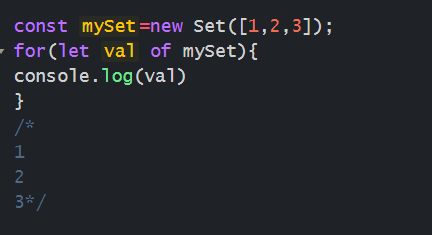 const mySet=new Set([1,2,3]);
for(let val of mySet){
console.log(val)
}
/*
1
2
3*/